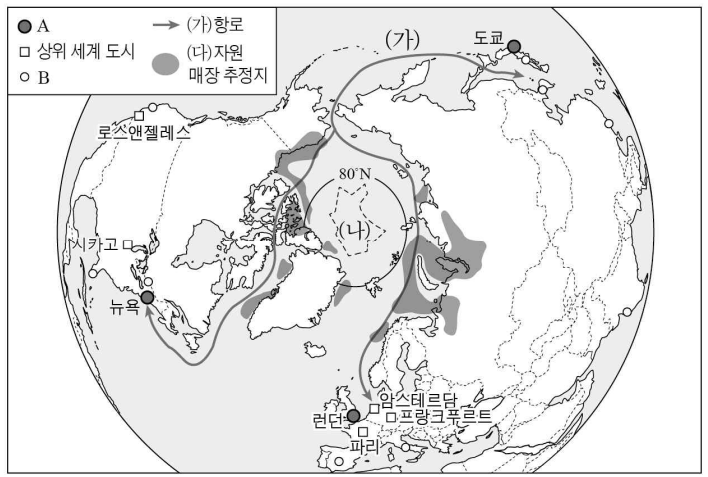 A
상위 세계 도시
B
(가)항로
(다)자원
매장 추정지
(가)
도쿄
로스앤젤레스
80°N
(나)
시카고
뉴욕
암스테르담
런던
프랑크푸르트
파리